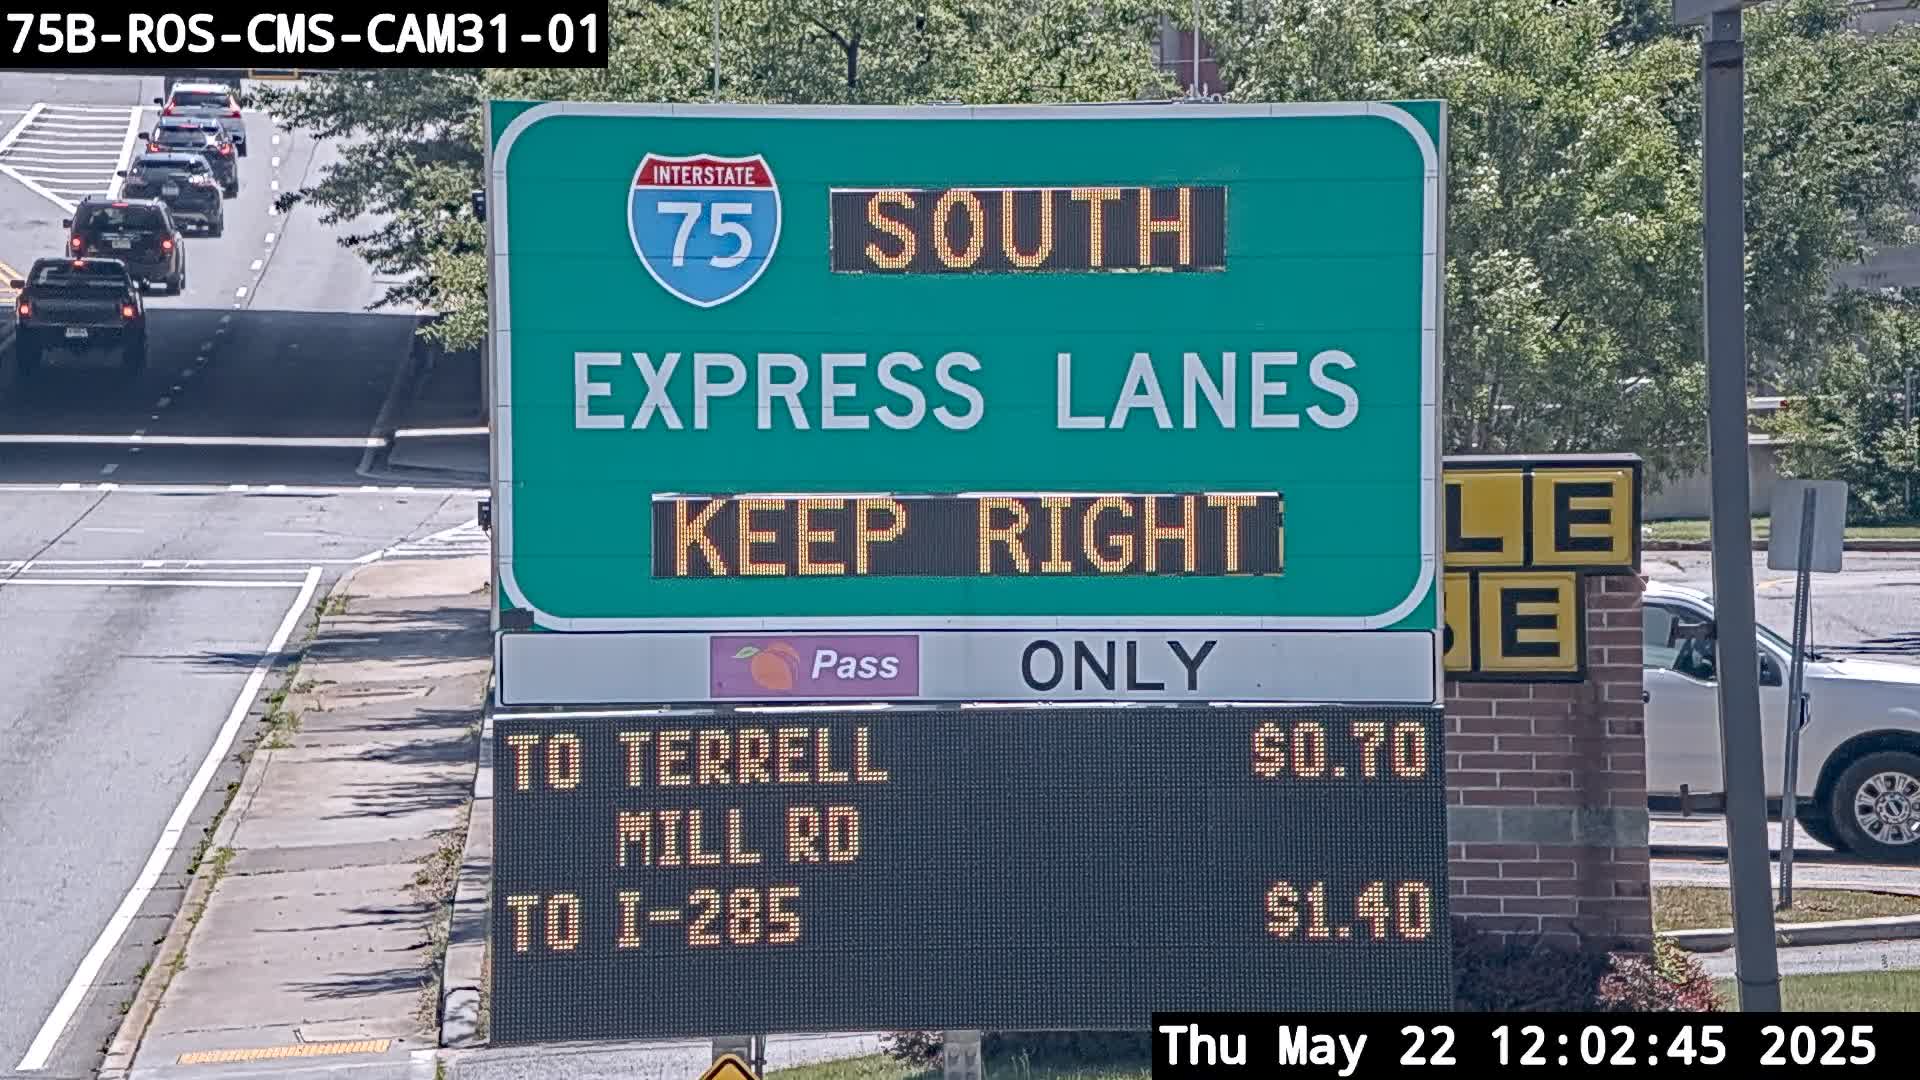 75B-ROS-CMS-CAM31-01
INTERSTATE
75
SOUTH
EXPRESS LANES
KEEP RIGHT
Pass ONLY
TO TERRELL $0.70
MILL RD
TO I-285 $1.40
LE
E
Thu May 22 12:02:45 2025